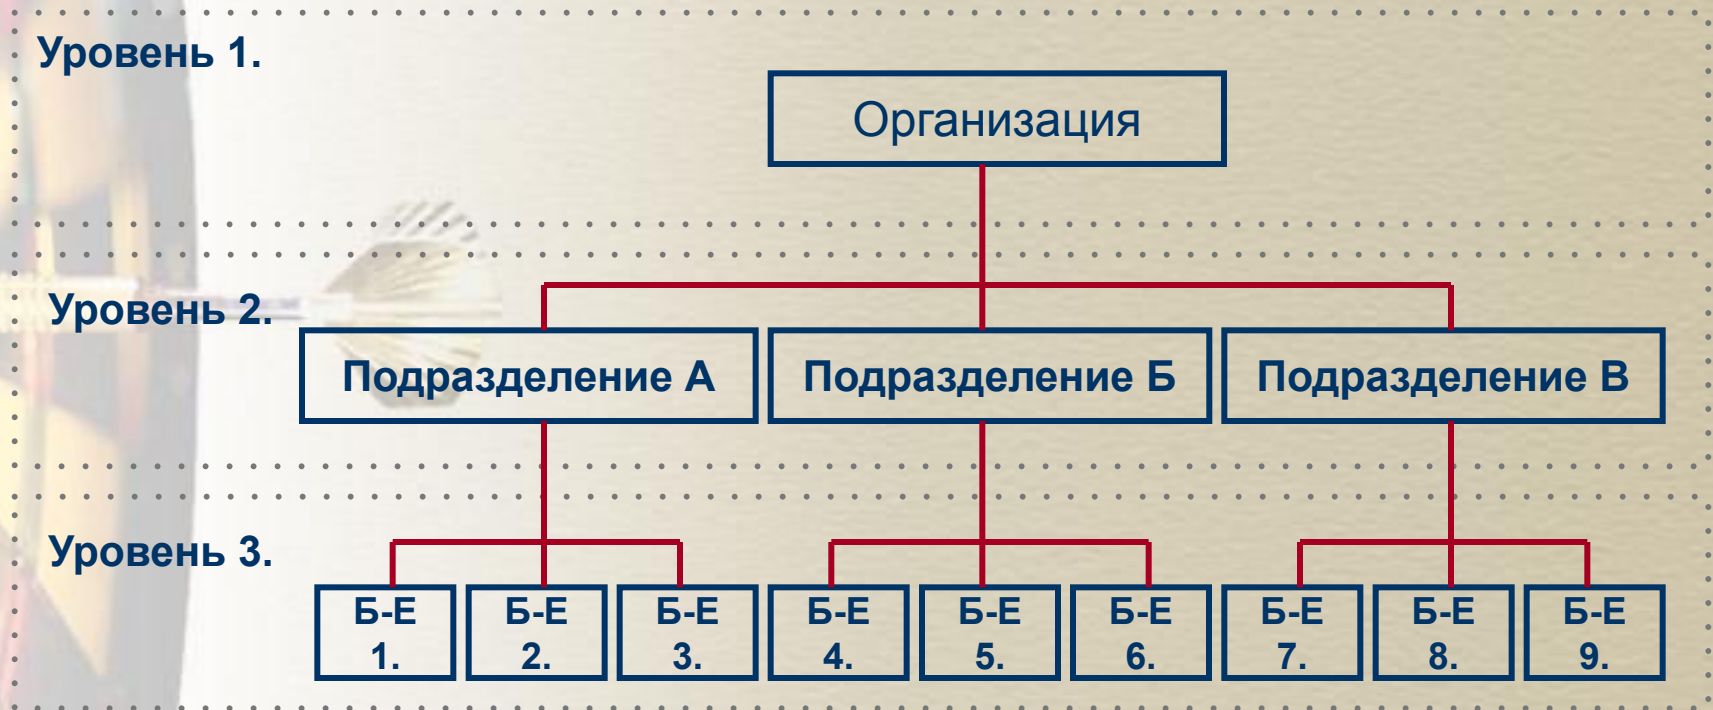 Уровень 1.
Организация
Уровень 2.
Подразделение А
Подразделение Б
Подразделение В
Уровень 3.
Б-Е
1.
Б-Е
2.
Б-Е
3.
Б-Е
4.
Б-Е
5.
Б-Е
6.
Б-Е
7.
Б-Е
8.
Б-Е
9.